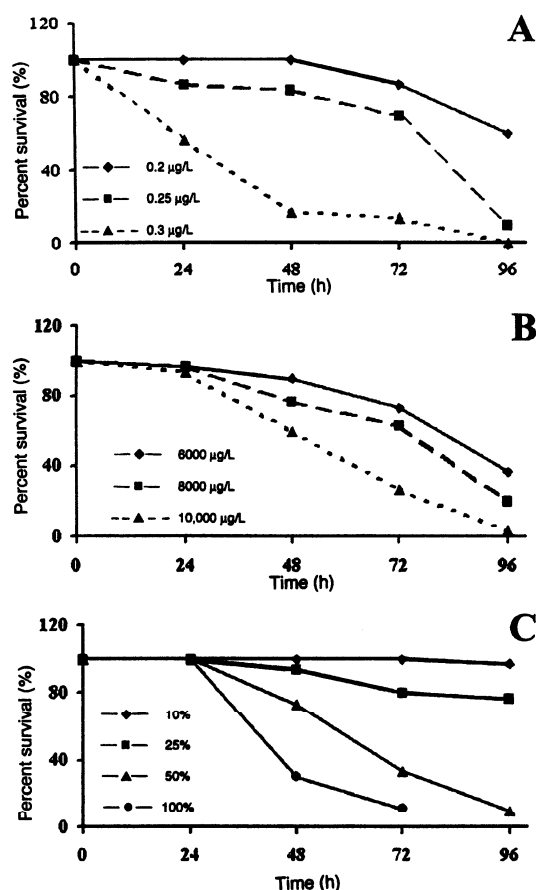 A
120
80
40
0
Percent survival (%)
0.2 µg/L
0.25 µg/L
0.3 µg/L
0 24 48 72 96
Time (h)
B
120
80
40
0
Percent survival (%)
6000 µg/L
8000 µg/L
10,000 µg/L
0 24 48 72 96
Time (h)
C
120
80
40
0
Percent survival (%)
10%
25%
50%
100%
0 24 48 72 96
Time (h)